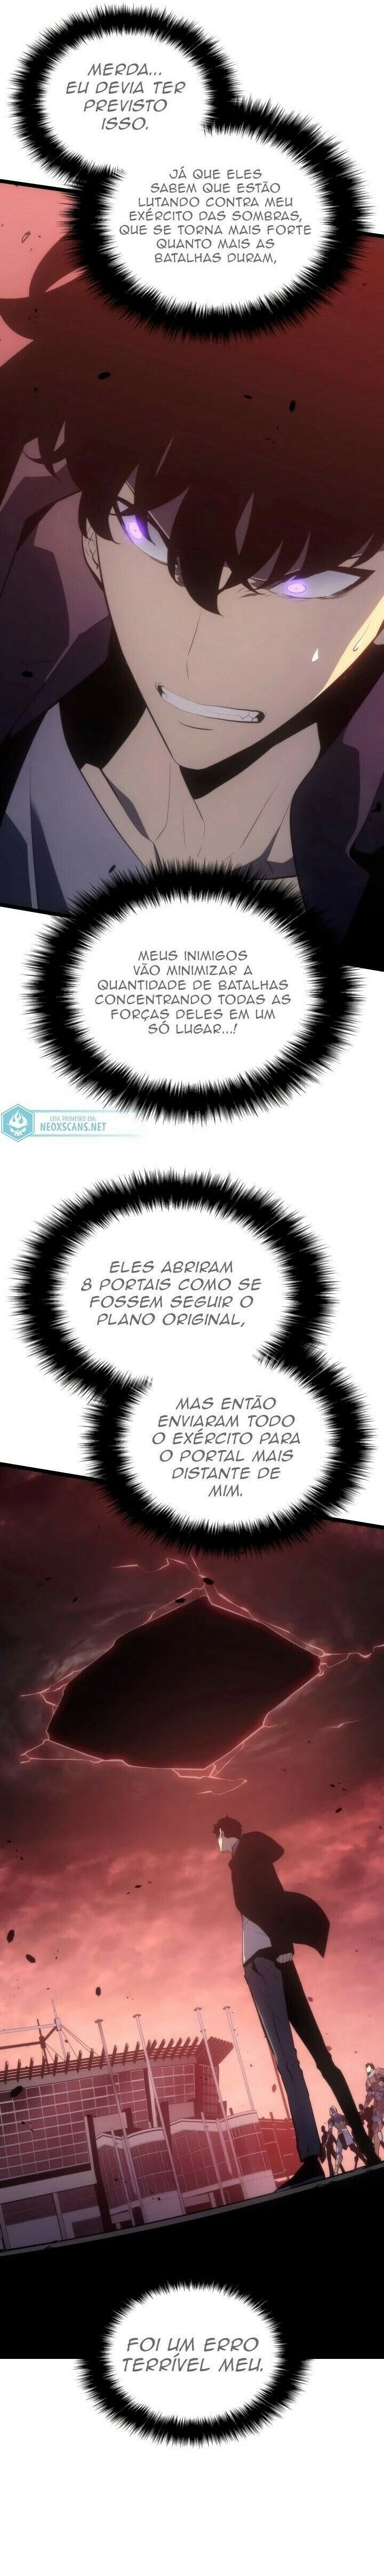 MERDA...
EU DEVIA TER
PREVISTO
ISSO.
JÁ QUE ELES
SABEM QUE ESTÃO
LUTANDO CONTRA MEU
EXÉRCITO DAS SOMBRAS,
QUE SE TORNA MAIS FORTE
QUANTO MAIS AS
BATALHAS DURAM,
MEUS INIMIGOS
VÃO MINIMIZAR A
QUANTIDADE DE BATALHAS
CONCENTRANDO TODAS AS
FORÇAS DELES EM UM
SÓ LUGAR...!
LEIA PRIMEIRO EM:
NEOXSCANS.NET
ELES ABRIRAM
8 PORTAIS COMO SE
FOSSEM SEGUIR O
PLANO ORIGINAL,
MAS ENTÃO
ENVIARAM TODO
O EXÉRCITO PARA
O PORTAL MAIS
DISTANTE DE
MIM.
FOI UM ERRO
TERRÍVEL MEU.